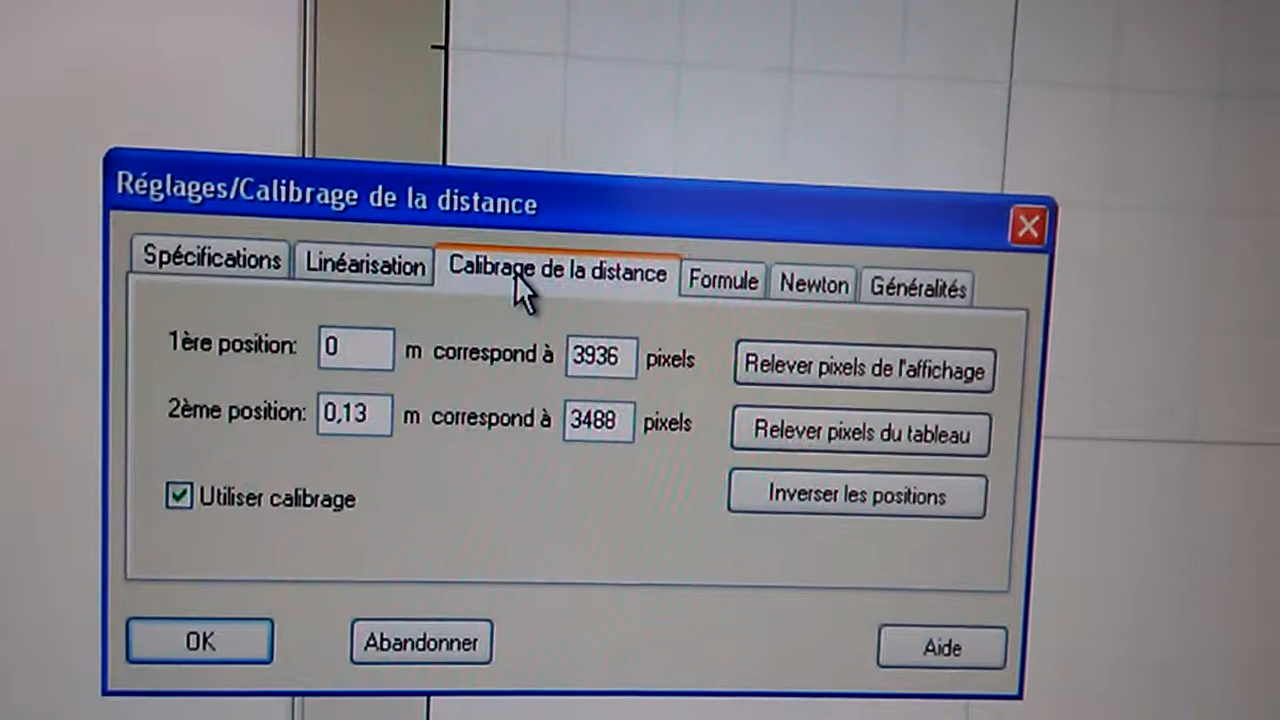 Réglages/Calibrage de la distance
Spécifications Linéarisation Calibrage de la distance Formule Newton Généralités
1ère position: 0 m correspond à 3936 pixels Relever pixels de l'affichage
2ème position: 0,13 m correspond à 3488 pixels Relever pixels du tableau
Utiliser calibrage Inverser les positions
OK Abandonner Aide